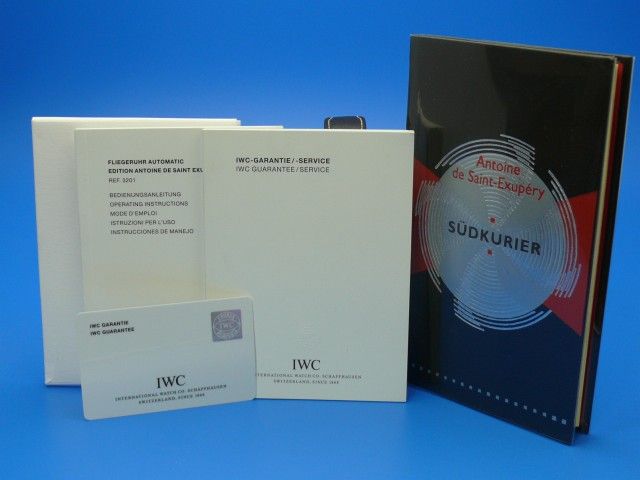 FLIEGERUHR AUTOMATIC
EDITION ANTOINE DE SAINT EXU
REF. 3201
BEDIENUNGSANLEITUNG
OPERATING INSTRUCTIONS
MODE D'EMPLOI
ISTRUZIONI PER L'USO
INSTRUCCIONES DE MANEJO
IWC-GARANTIE/-SERVICE
IWC GUARANTEE/SERVICE
IWC
INTERNATIONAL WATCH CO. SCHAFFHAUSEN
SWITZERLAND, SINCE 1868
IWC GARANTIE
IWC GUARANTEE
IWC
IWC
INTERNATIONAL WATCH CO. SCHAFFHAUSEN
SWITZERLAND, SINCE 1868
Antoine
de Saint-Exupéry
SÜDKURIER